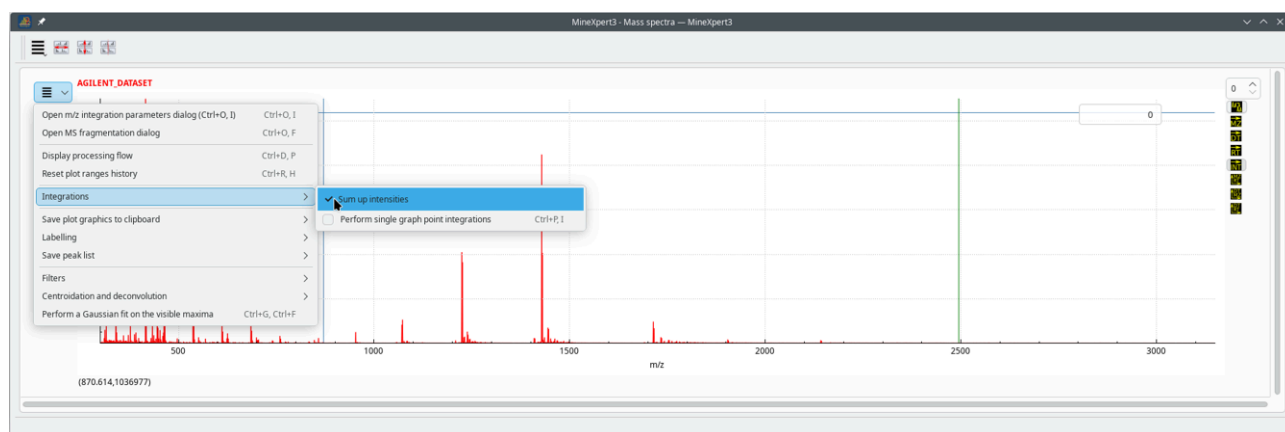 MineXpert3 - Mass spectra — MineXpert3
AGILENT_DATASET
0
Open m/z integration parameters dialog (Ctrl+O, I) Ctrl+O, I
0
Open MS fragmentation dialog Ctrl+O, F
Display processing flow Ctrl+D, P
Reset plot ranges history Ctrl+R, H
Integrations
Sum up intensities
Save plot graphics to clipboard
Perform single graph point integrations Ctrl+P, I
Labelling
Save peak list
Filters
Centroidation and deconvolution
Perform a Gaussian fit on the visible maxima Ctrl+G, Ctrl+F
500 1000 1500 2000 2500 3000
m/z
(870.614,1036977)